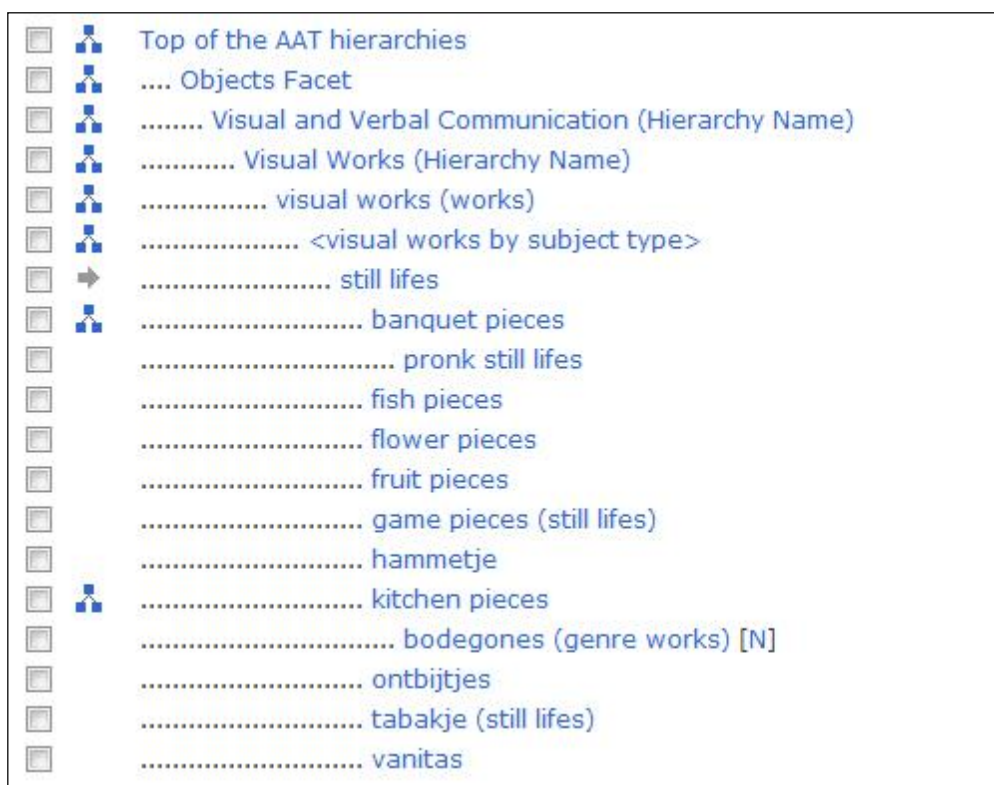 Top of the AAT hierarchies
.... Objects Facet
........ Visual and Verbal Communication (Hierarchy Name)
............ Visual Works (Hierarchy Name)
................ visual works (works)
.................... <visual works by subject type>
........................ still lifes
............................ banquet pieces
................................ pronk still lifes
............................ fish pieces
............................ flower pieces
............................ fruit pieces
............................ game pieces (still lifes)
............................ hammetje
............................ kitchen pieces
................................ bodegones (genre works) [N]
............................ ontbijtjes
............................ tabakje (still lifes)
............................ vanitas